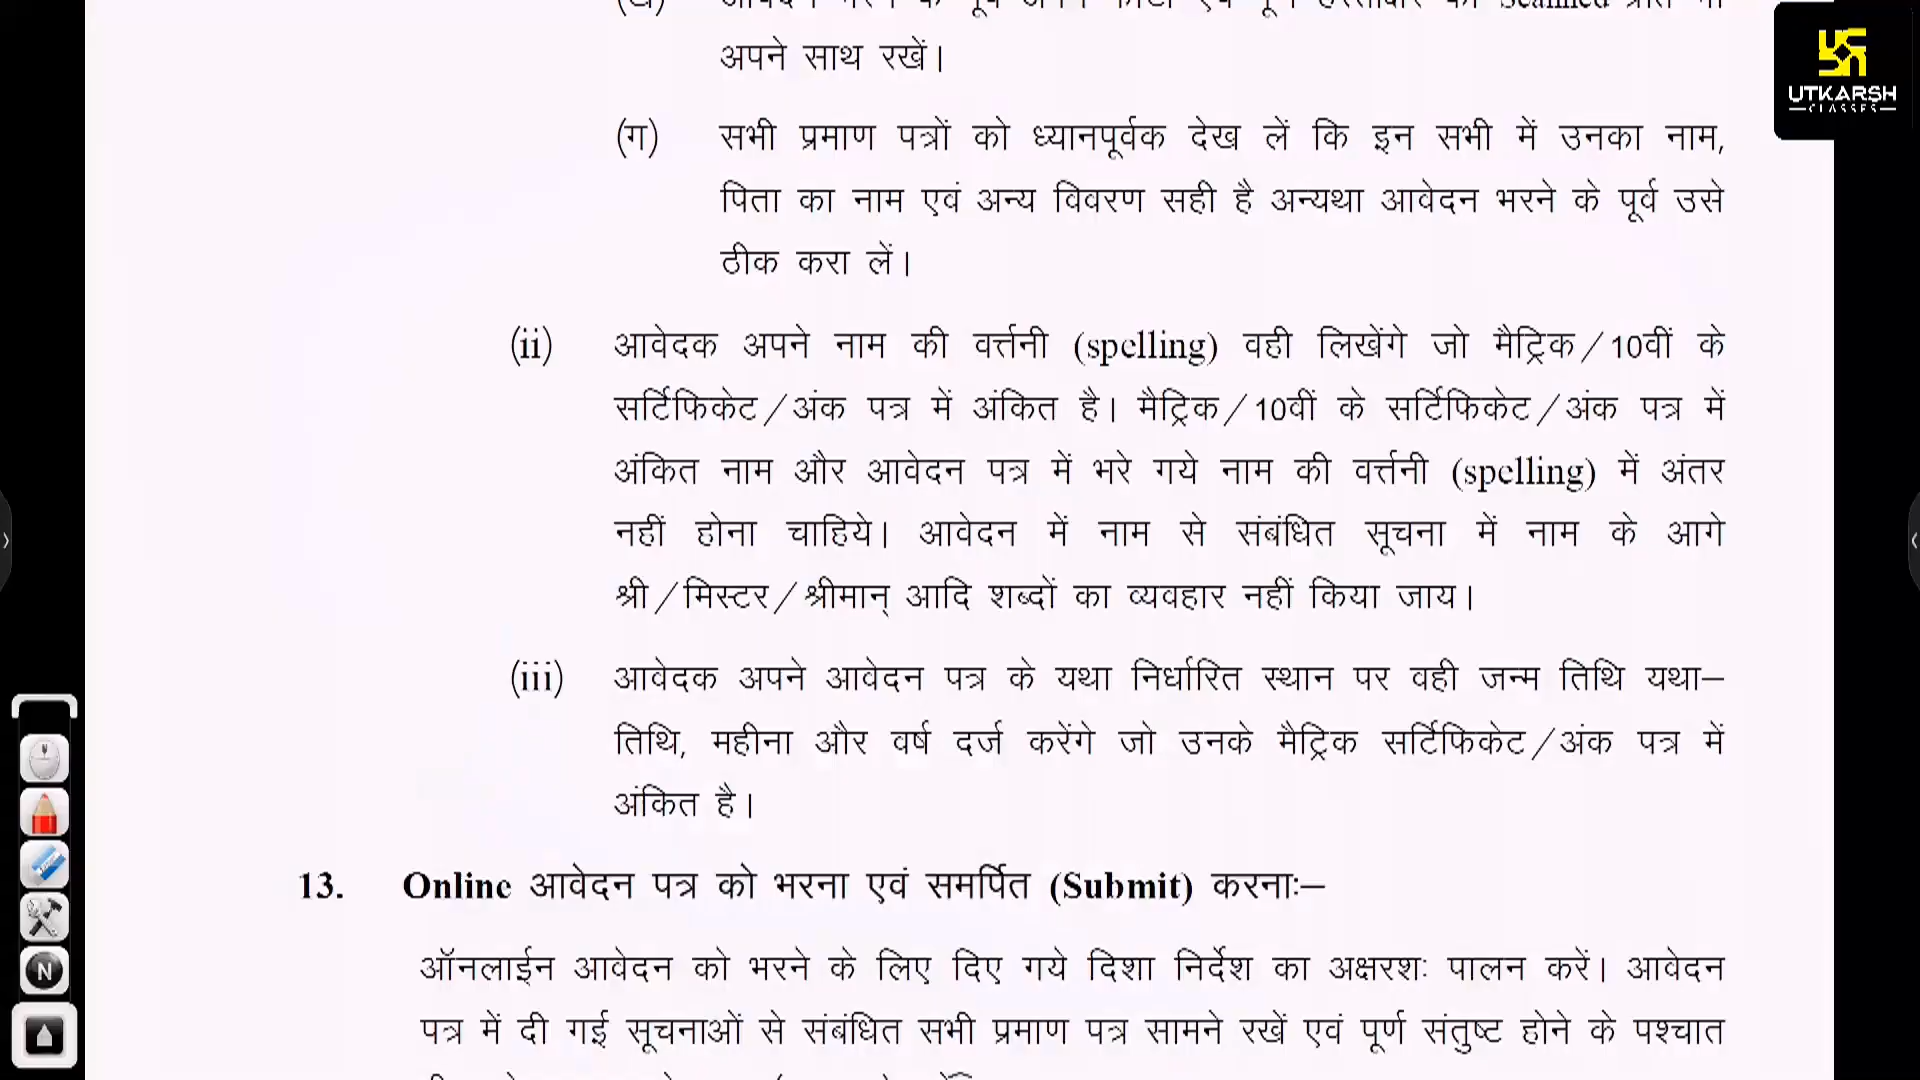 अपने साथ रखें।
(ग) सभी प्रमाण पत्रों को ध्यानपूर्वक देख लें कि इन सभी में उनका नाम,
पिता का नाम एवं अन्य विवरण सही है अन्यथा आवेदन भरने के पूर्व उसे
ठीक करा लें।
(ii) आवेदक अपने नाम की वर्त्तनी (spelling) वही लिखेंगे जो मैट्रिक/10वीं के
सर्टिफिकेट/अंक पत्र में अंकित है। मैट्रिक/10वीं के सर्टिफिकेट/अंक पत्र में
अंकित नाम और आवेदन पत्र में भरे गये नाम की वर्त्तनी (spelling) में अंतर
नहीं होना चाहिये। आवेदन में नाम से संबंधित सूचना में नाम के आगे
श्री/मिस्टर/श्रीमान् आदि शब्दों का व्यवहार नहीं किया जाय।
(iii) आवेदक अपने आवेदन पत्र के यथा निर्धारित स्थान पर वही जन्म तिथि यथा–
तिथि, महीना और वर्ष दर्ज करेंगे जो उनके मैट्रिक सर्टिफिकेट/अंक पत्र में
अंकित है।
13. Online आवेदन पत्र को भरना एवं समर्पित (Submit) करनाः–
ऑनलाईन आवेदन को भरने के लिए दिए गये दिशा निर्देश का अक्षरशः पालन करें। आवेदन
पत्र में दी गई सूचनाओं से संबंधित सभी प्रमाण पत्र सामने रखें एवं पूर्ण संतुष्ट होने के पश्चात
UTKARSH
CLASSES
N